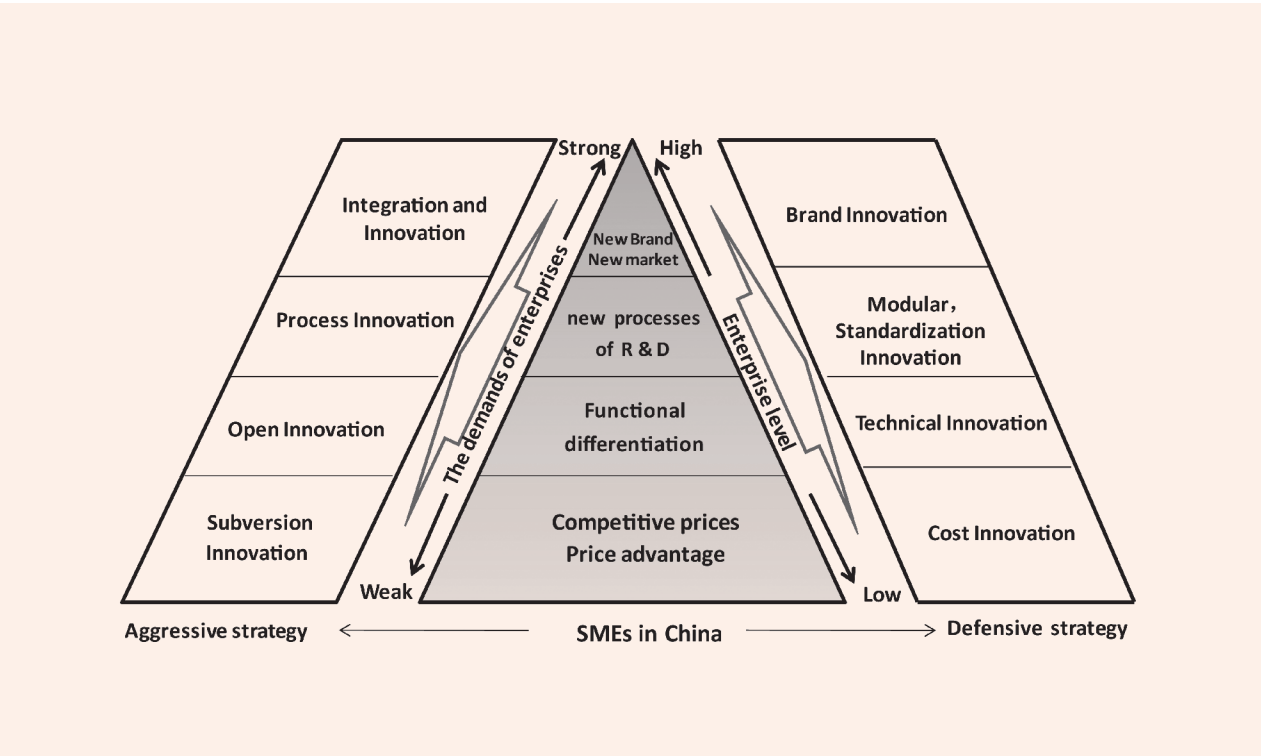 Strong
High
Integration and
Innovation
Process Innovation
Open Innovation
Subversion
Innovation
The demands of enterprises
New Brand
New market
new processes
of R & D
Functional
differentiation
Competitive prices
Price advantage
Enterprise level
Brand Innovation
Modular，
Standardization
Innovation
Technical Innovation
Cost Innovation
Weak
Low
Aggressive strategy
SMEs in China
Defensive strategy